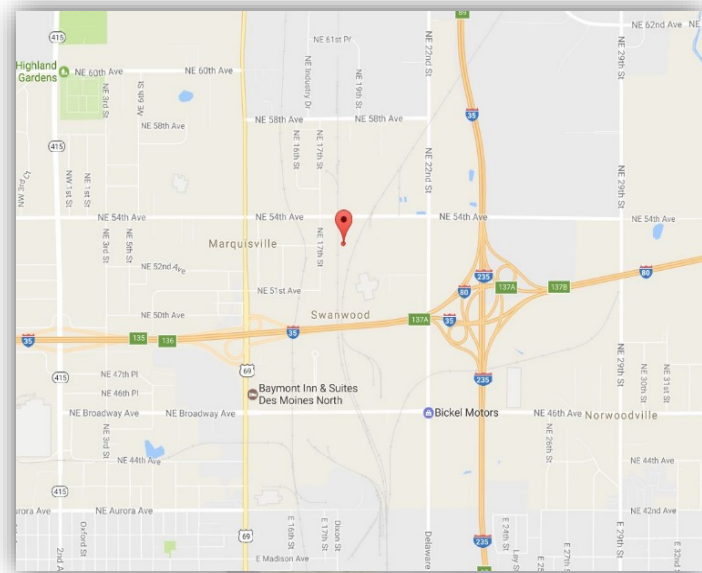 69
NE 62nd Ave
415
NE 61st Pl
NE 22nd St
NE 29th St
Highland
Gardens
NE 60th Ave
NE 60th Ave
NE Industry Dr
NE 19th St
NE 3rd St
NE 6oth St
35
NE 58th Ave
NE 58th Ave
NE 58th Ave
NE 16th St
NE 17th St
415
NE 22nd St
NW 1st St
NE 1st St
NE 29th St
415
NE 54th Ave
NE 54th Ave
NE 54th Ave
NE 54th Ave
NE 3rd St
NE 5th St
Marquisville
NE 17th St
NE 52nd Ave
235
80
80
137A
137B
NE 51st Ave
NE 50th Ave
Swanwood
137A
35
35
135
136
35
NE 29th St
NE 47th Pl
69
415
235
NE 30th St
NE 31st St
NE 46th Pl
Baymont Inn & Suites
Des Moines North
NE Broadway Ave
NE Broadway Ave
Bickel Motors
NE 46th Ave
Norwoodville
NE 3rd St
NE 26th St
NE 44th Ave
NE 44th Ave
415
NE Aurora Ave
NE Aurora Ave
NE 42nd Ave
Oxford St
2nd A
69
E 16th St
E 17th St
Dixon St
Delaware
235
E 24th St
E 27th St
E 29th St
E Madison Ave